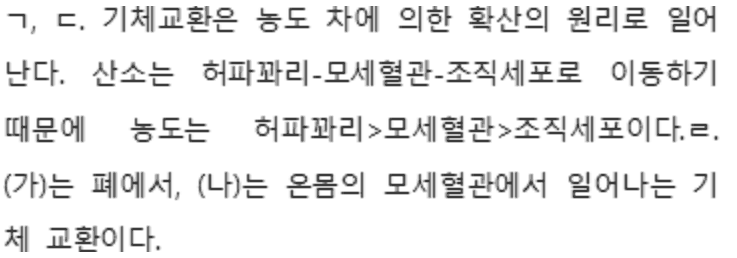 ㄱ, ㄷ. 기체교환은 농도 차에 의한 확산의 원리로 일어
난다. 산소는 허파꽈리-모세혈관-조직세포로 이동하기
때문에 농도는 허파꽈리>모세혈관>조직세포이다.ㄹ.
(가)는 폐에서, (나)는 온몸의 모세혈관에서 일어나는 기
체 교환이다.